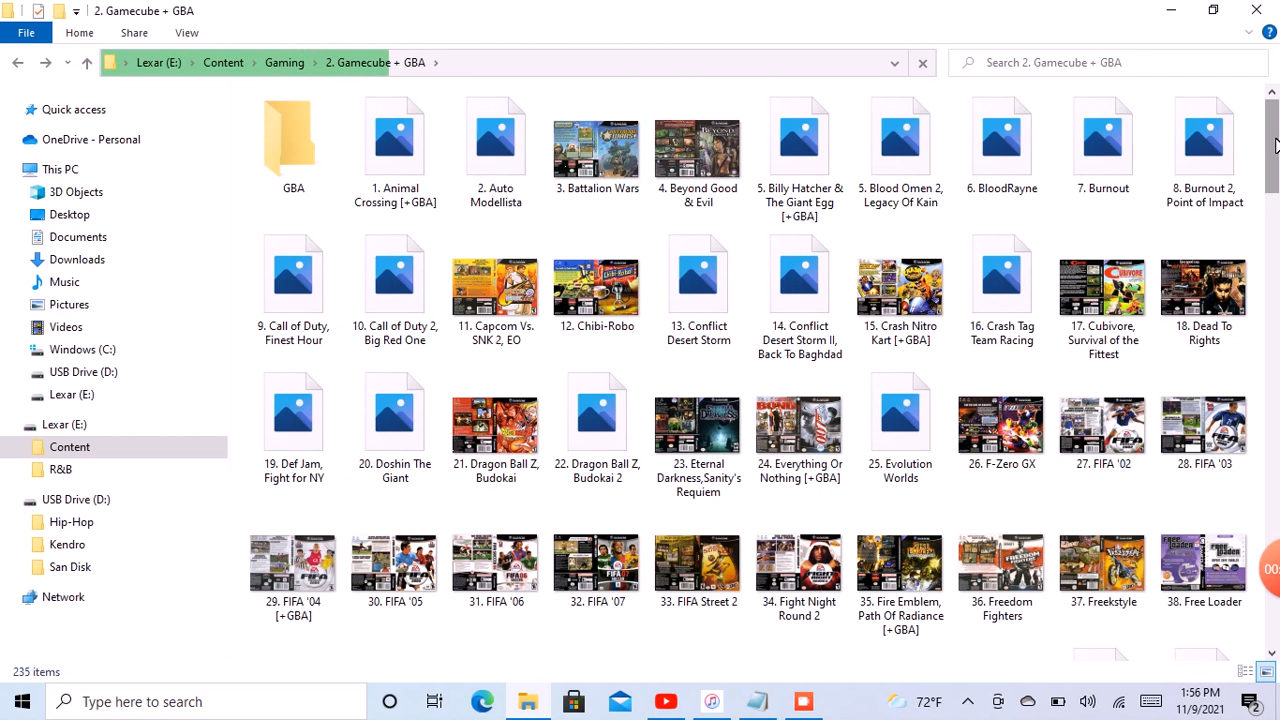 2. Gamecube + GBA
File Home Share View
Lexar (E:) Content Gaming 2. Gamecube + GBA
Search 2. Gamecube + GBA
Quick access
OneDrive - Personal
This PC
3D Objects
Desktop
Documents
Downloads
Music
Pictures
Videos
Windows (C:)
USB Drive (D:)
Lexar (E:)
Lexar (E:)
Content
R&B
USB Drive (D:)
Hip-Hop
Kendro
San Disk
Network
GBA
1. Animal
Crossing [+GBA]
2. Auto
Modellista
3. Battalion Wars
4. Beyond Good
& Evil
5. Billy Hatcher &
The Giant Egg
[+GBA]
5. Blood Omen 2,
Legacy Of Kain
6. BloodRayne
7. Burnout
8. Burnout 2,
Point of Impact
9. Call of Duty,
Finest Hour
10. Call of Duty 2,
Big Red One
11. Capcom Vs.
SNK 2, EO
12. Chibi-Robo
13. Conflict
Desert Storm
14. Conflict
Desert Storm II,
Back To Baghdad
15. Crash Nitro
Kart [+GBA]
16. Crash Tag
Team Racing
17. Cubivore,
Survival of the
Fittest
18. Dead To
Rights
19. Def Jam,
Fight for NY
20. Doshin The
Giant
21. Dragon Ball Z,
Budokai
22. Dragon Ball Z,
Budokai 2
23. Eternal
Darkness,Sanity's
Requiem
24. Everything Or
Nothing [+GBA]
25. Evolution
Worlds
26. F-Zero GX
27. FIFA '02
28. FIFA '03
29. FIFA '04
[+GBA]
30. FIFA '05
31. FIFA '06
32. FIFA '07
33. FIFA Street 2
34. Fight Night
Round 2
35. Fire Emblem,
Path Of Radiance
[+GBA]
36. Freedom
Fighters
37. Freekstyle
38. Free Loader
00:
235 items
Type here to search
72°F
1:56 PM
11/9/2021
2